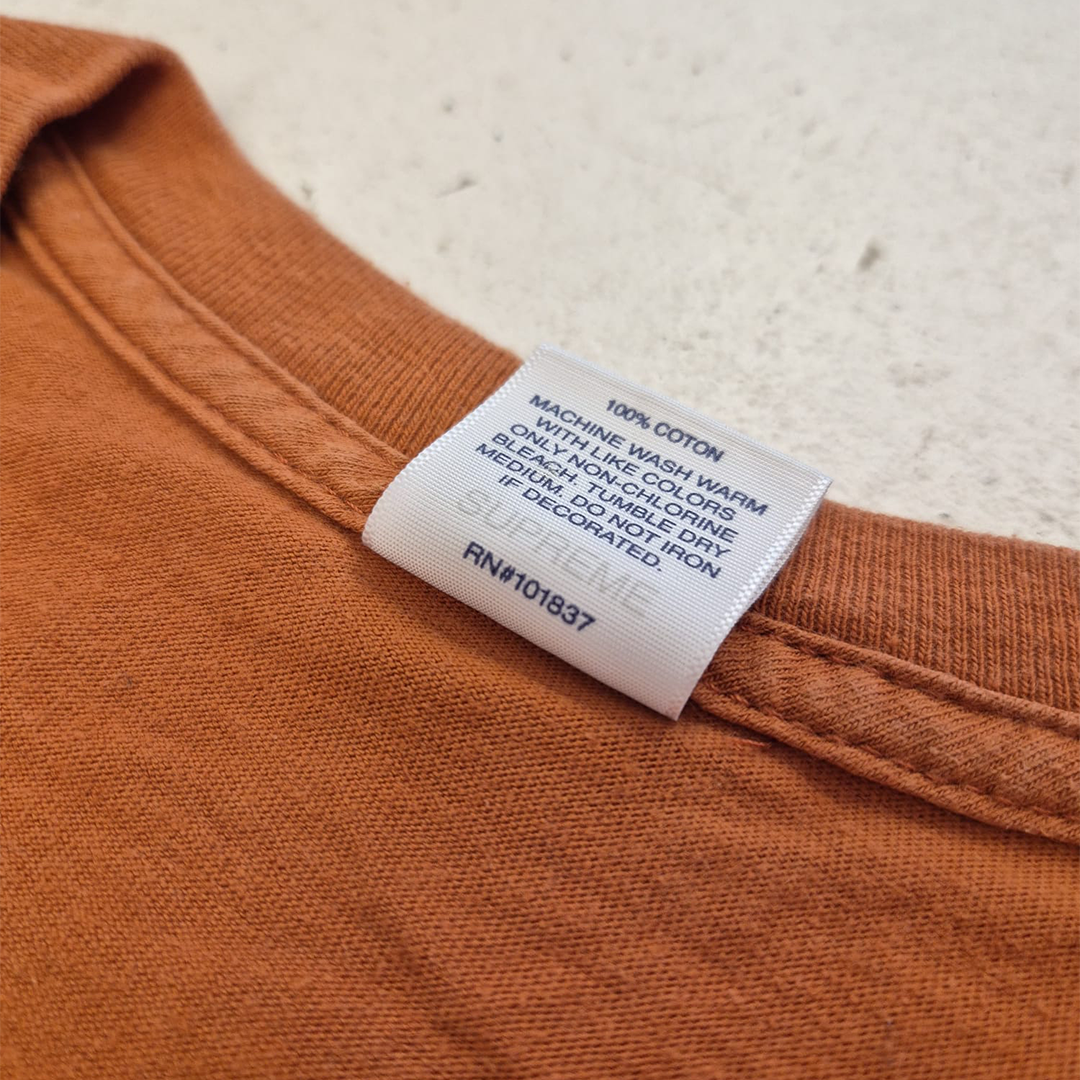 100% COTON
MACHINE WASH WARM
WITH LIKE COLORS
ONLY NON-CHLORINE
BLEACH. TUMBLE DRY
MEDIUM. DO NOT IRON
IF DECORATED.
SUPREME
RN#101837